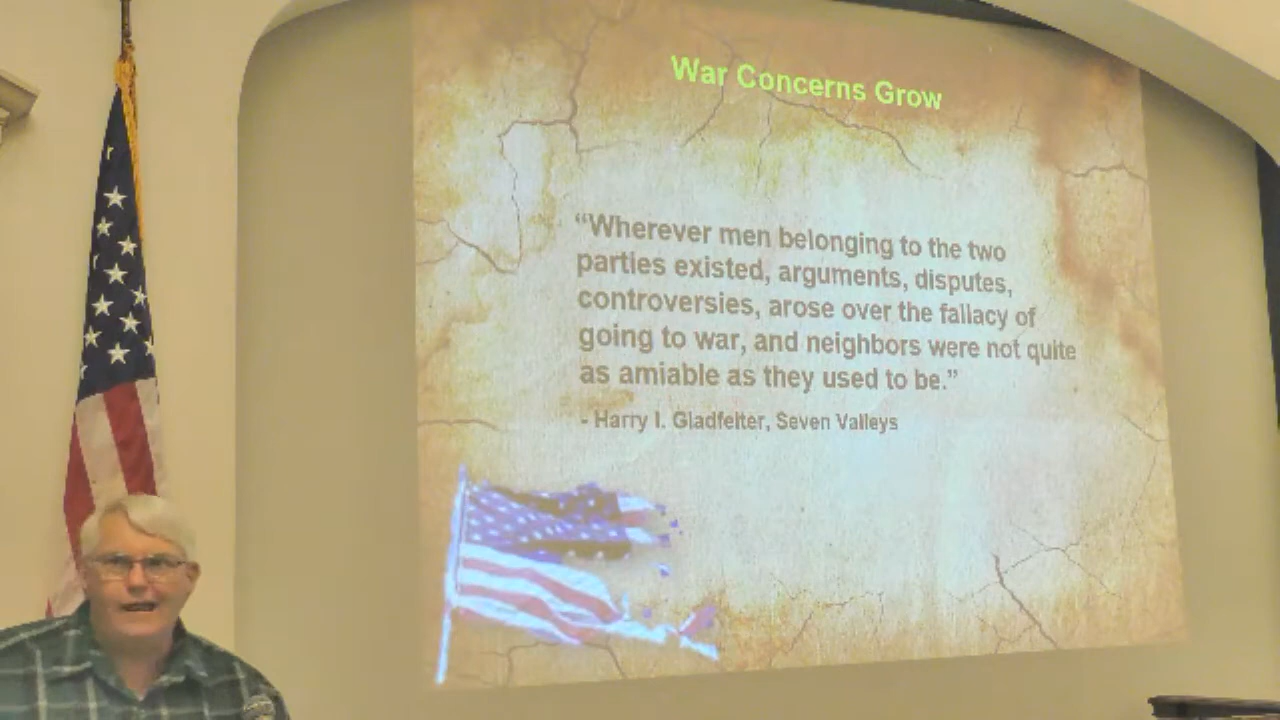 War Concerns Grow
“Wherever men belonging to the two
parties existed, arguments, disputes,
controversies, arose over the fallacy of
going to war, and neighbors were not quite
as amiable as they used to be.”
- Harry I. Gladfelter, Seven Valleys